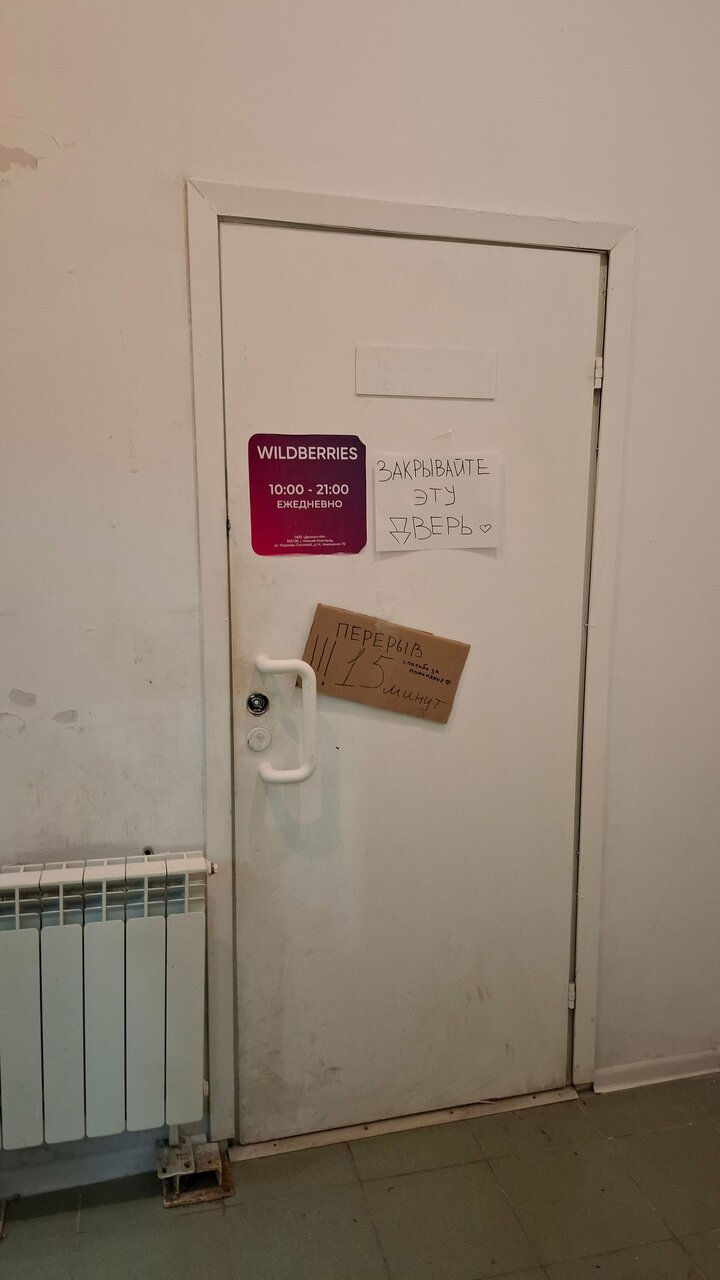 WILDBERRIES
10:00 - 21:00
ЕЖЕДНЕВНО
ЗАКРЫВАЙТЕ
ЭТУ
ДВЕРЬ
ПЕРЕРЫВ
!!! 15 минут
спасибо за
понимание